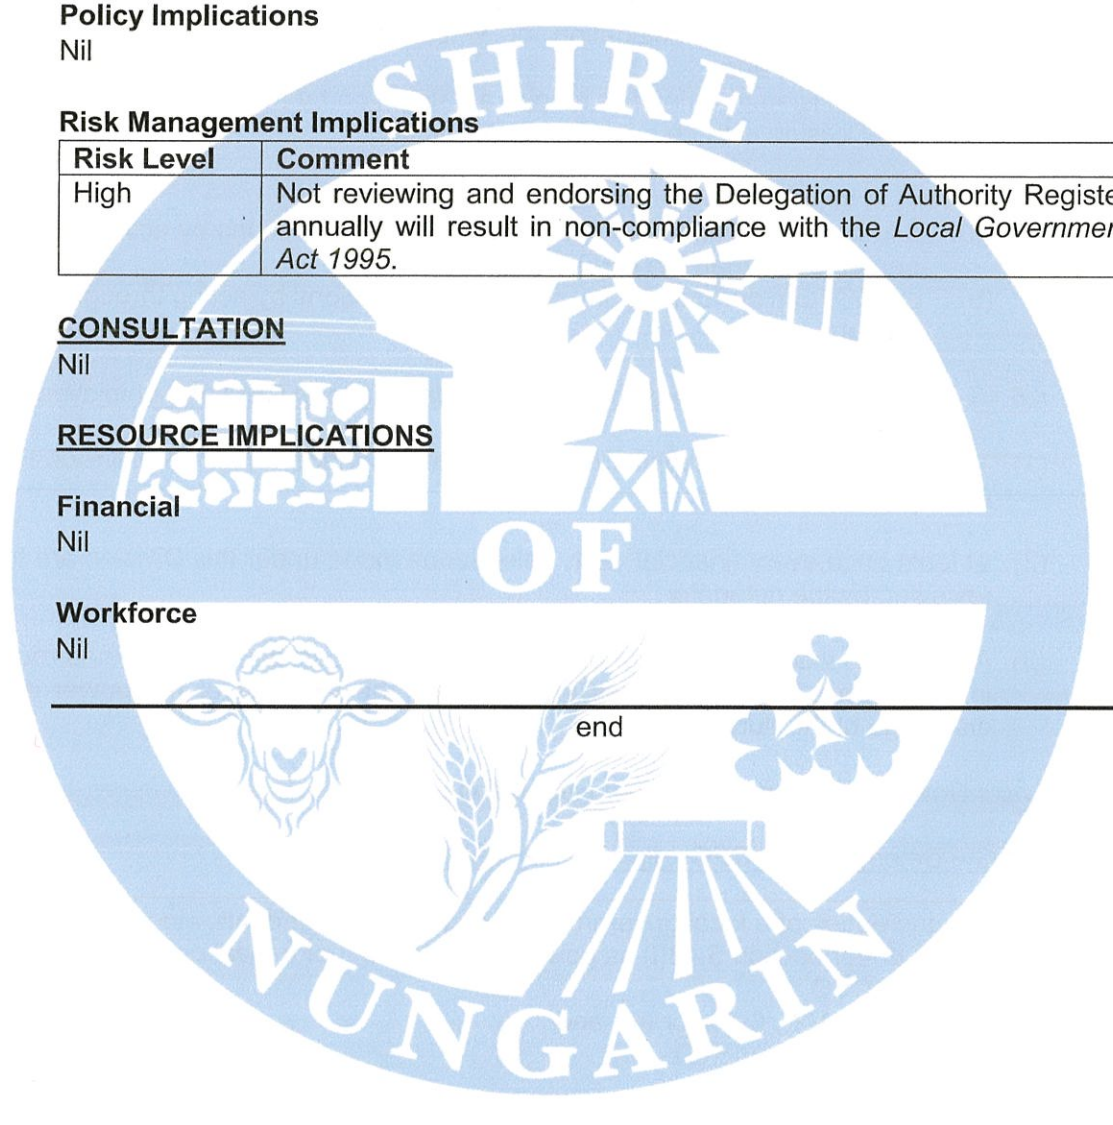 Policy Implications
Nil
Risk Management Implications
Risk Level Comment
High Not reviewing and endorsing the Delegation of Authority Registe
annually will result in non-compliance with the Local Governmen
Act 1995.
CONSULTATION
Nil
RESOURCE IMPLICATIONS
Financial
Nil
Workforce
Nil
end
SHIRE
OF
NUNGARIN